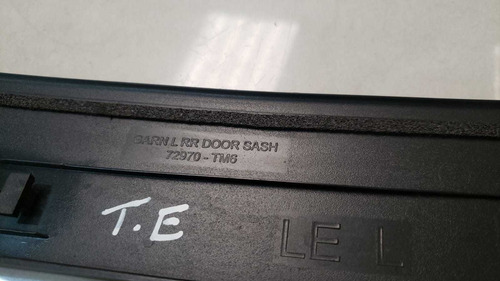 GARN L RR DOOR SASH
72970 - TM6
T.E
LE L